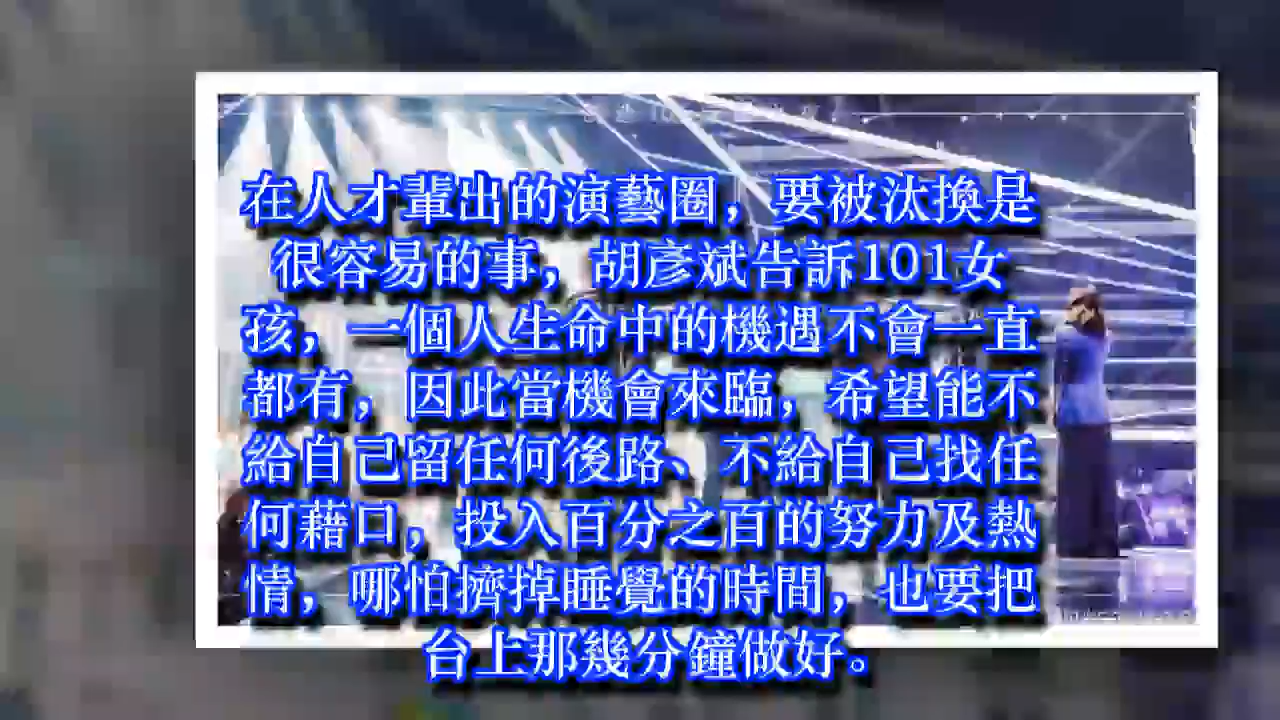 在人才輩出的演藝圈，要被汰換是
很容易的事，胡彥斌告訴101女
孩，一個人生命中的機遇不會一直
都有，因此當機會來臨，希望能不
給自己留任何後路、不給自己找任
何藉口，投入百分之百的努力及熱
情，哪怕擠掉睡覺的時間，也要把
台上那幾分鐘做好。